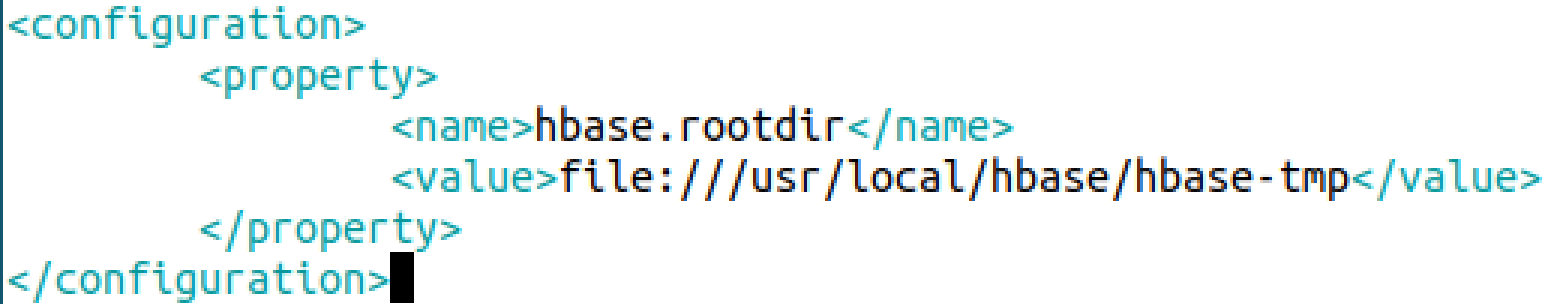 <configuration>
        <property>
                <name>hbase.rootdir</name>
                <value>file:///usr/local/hbase/hbase-tmp</value>
        </property>
</configuration>